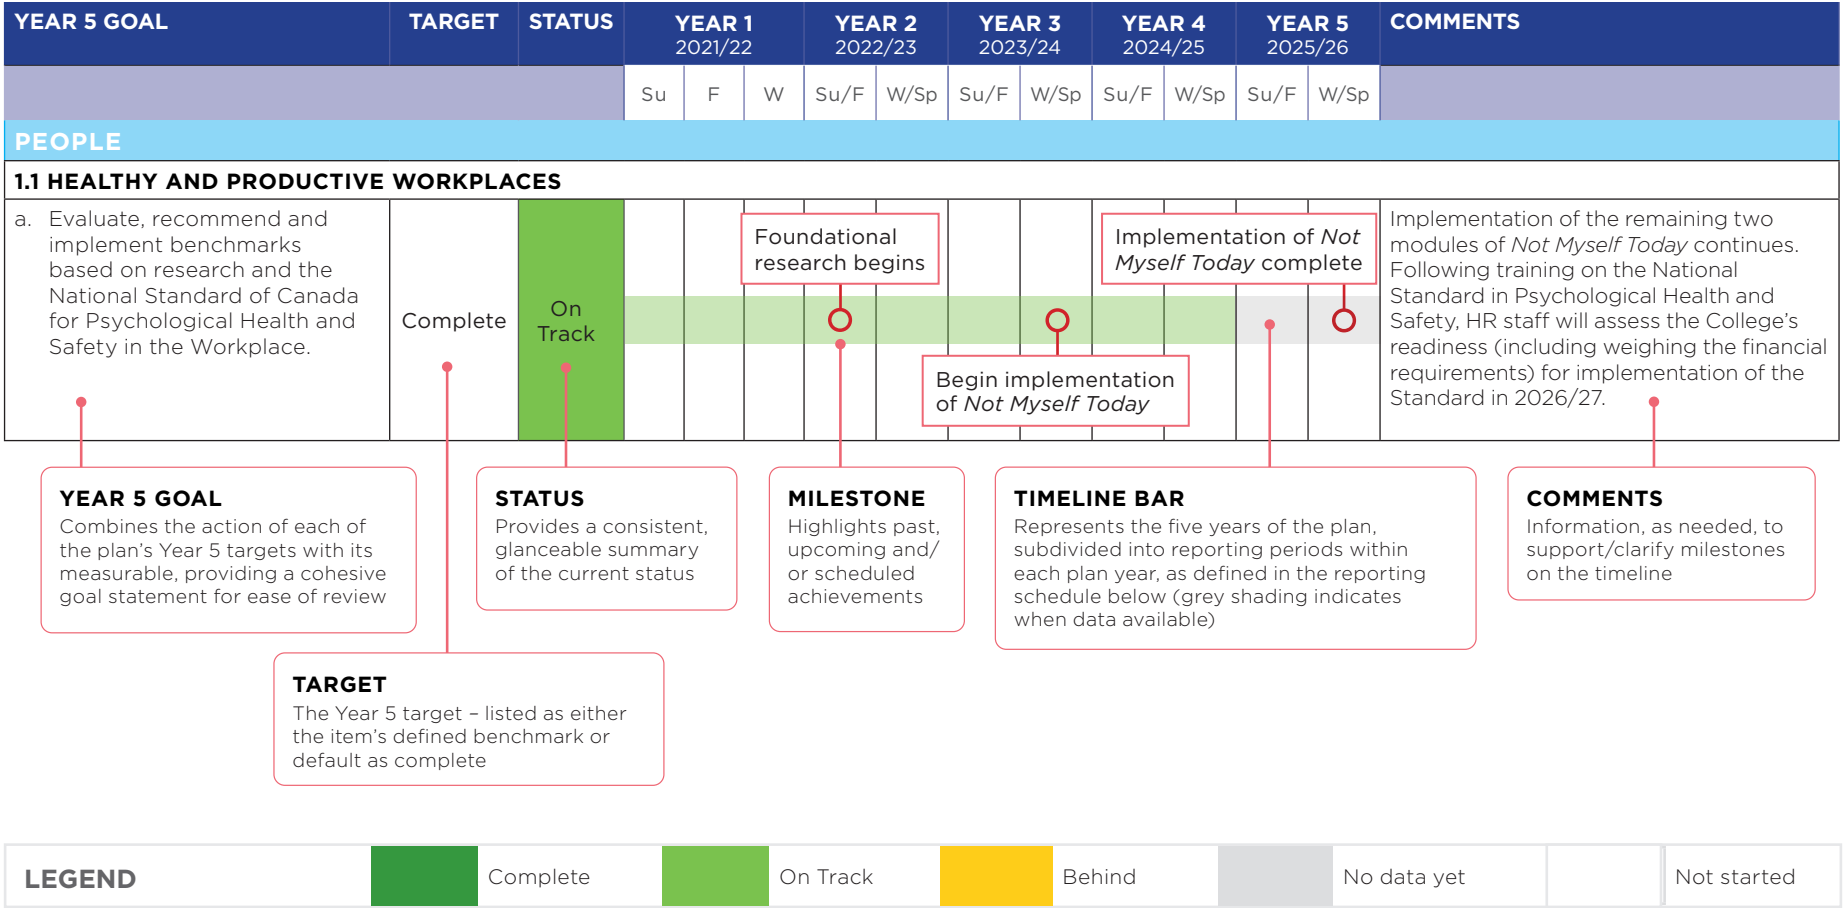 YEAR 5 GOAL
TARGET
STATUS
YEAR 1
2021/22
YEAR 2
2022/23
YEAR 3
2023/24
YEAR 4
2024/25
YEAR 5
2025/26
COMMENTS
Su
F
W
Su/F
W/Sp
Su/F
W/Sp
Su/F
W/Sp
Su/F
W/Sp
PEOPLE
1.1 HEALTHY AND PRODUCTIVE WORKPLACES
a. Evaluate, recommend and
implement benchmarks
based on research and the
National Standard of Canada
for Psychological Health and
Safety in the Workplace.
Complete
On
Track
Foundational
research begins
Begin implementation
of Not Myself Today
Implementation of Not
Myself Today complete
Implementation of the remaining two
modules of Not Myself Today continues.
Following training on the National
Standard in Psychological Health and
Safety, HR staff will assess the College’s
readiness (including weighing the financial
requirements) for implementation of the
Standard in 2026/27.
YEAR 5 GOAL
Combines the action of each of
the plan’s Year 5 targets with its
measurable, providing a cohesive
goal statement for ease of review
STATUS
Provides a consistent,
glanceable summary
of the current status
MILESTONE
Highlights past,
upcoming and/
or scheduled
achievements
TIMELINE BAR
Represents the five years of the plan,
subdivided into reporting periods within
each plan year, as defined in the reporting
schedule below (grey shading indicates
when data available)
COMMENTS
Information, as needed, to
support/clarify milestones
on the timeline
TARGET
The Year 5 target – listed as either
the item’s defined benchmark or
default as complete
LEGEND
Complete
On Track
Behind
No data yet
Not started